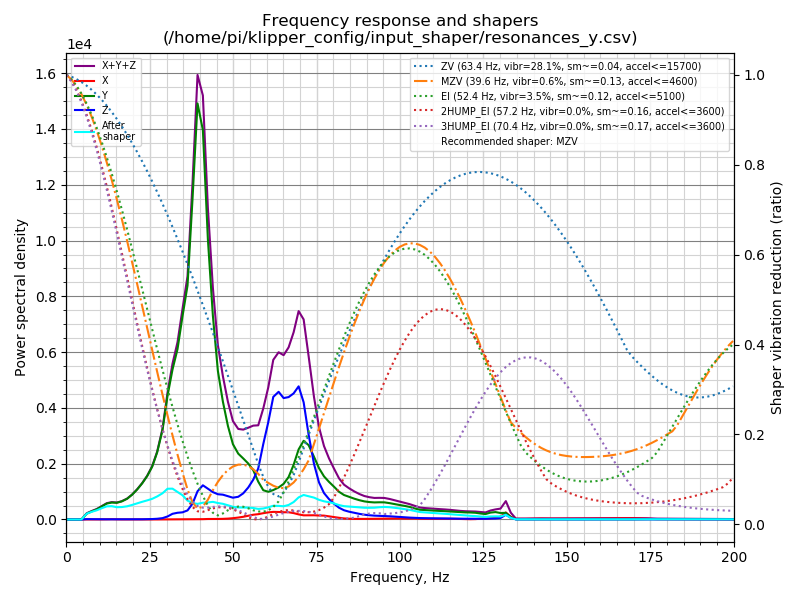 Frequency response and shapers
(/home/pi/klipper_config/input_shaper/resonances_y.csv)
1e4
X+Y+Z
X
Y
Z
After
shaper
ZV (63.4 Hz, vibr=28.1%, sm~=0.04, accel<=15700)
MZV (39.6 Hz, vibr=0.6%, sm~=0.13, accel<=4600)
EI (52.4 Hz, vibr=3.5%, sm~=0.12, accel<=5100)
2HUMP_EI (57.2 Hz, vibr=0.0%, sm~=0.16, accel<=3600)
3HUMP_EI (70.4 Hz, vibr=0.0%, sm~=0.17, accel<=3600)
Recommended shaper: MZV
1.6
1.4
1.2
1.0
0.8
0.6
0.4
0.2
0.0
Power spectral density
1.0
0.8
0.6
0.4
0.2
0.0
Shaper vibration reduction (ratio)
0 25 50 75 100 125 150 175 200
Frequency, Hz